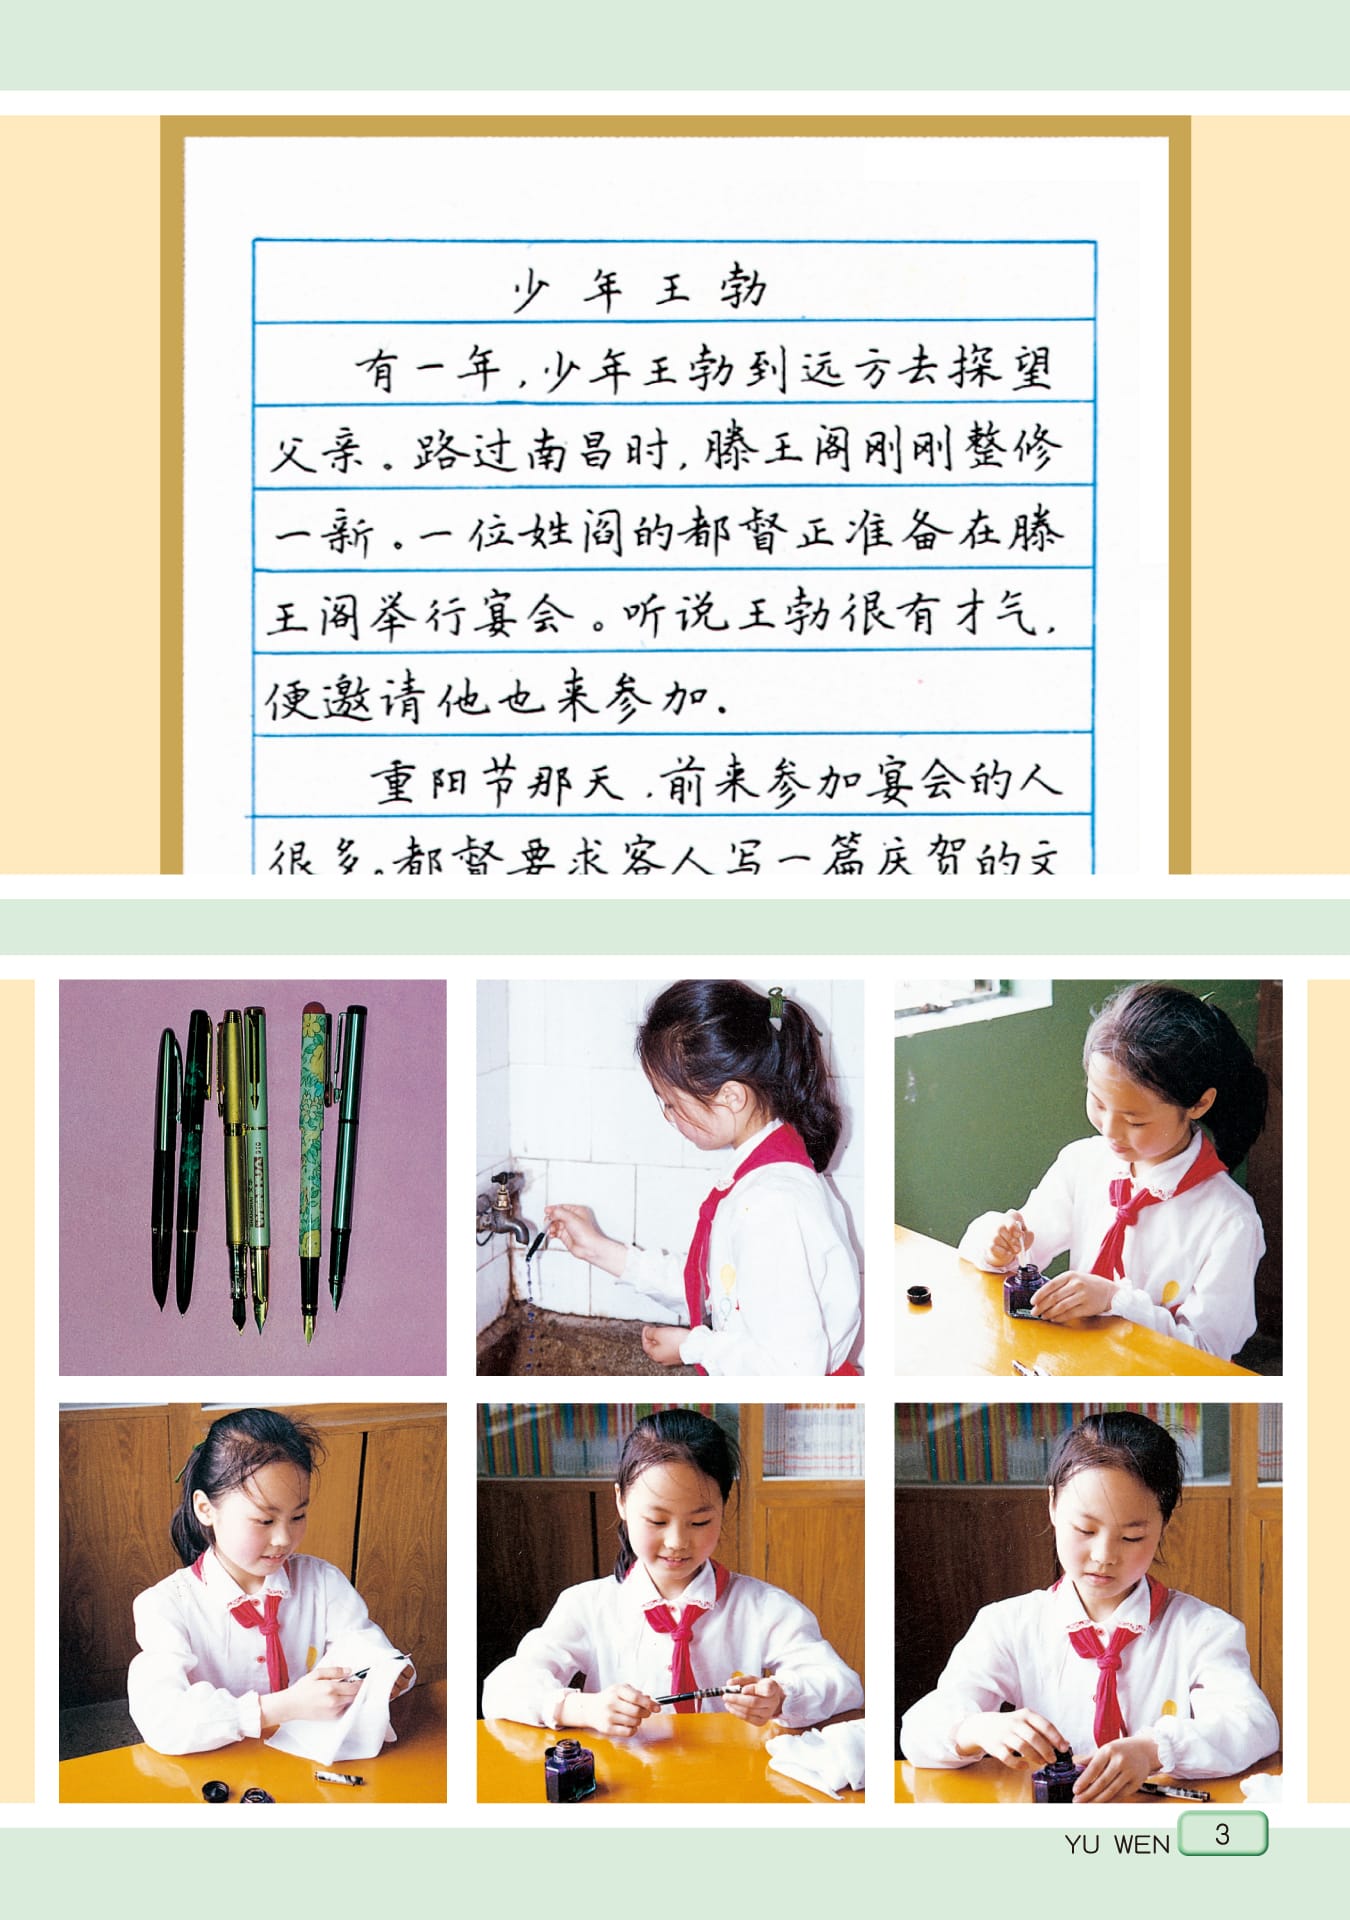 少年王勃
有一年,少年王勃到远方去探望
父亲。路过南昌时,滕王阁刚刚整修
一新。一位姓阎的都督正准备在滕
王阁举行宴会。听说王勃很有才气,
便邀请他也来参加.
重阳节那天,前来参加宴会的人
很多。都督要求客人写一篇庆贺的文
YU WEN 3